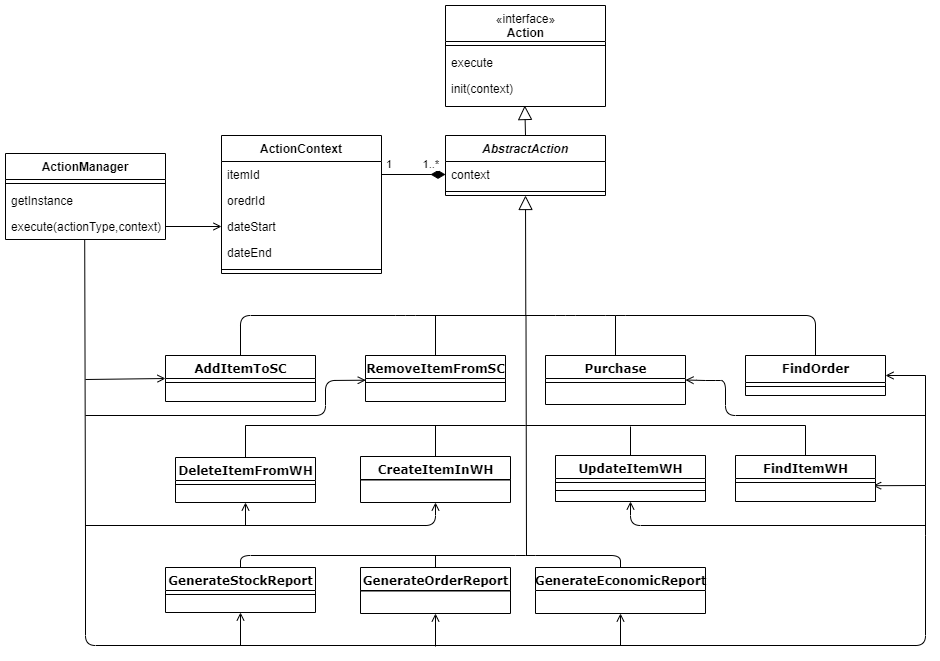 «interface»
Action
execute
init(context)
ActionManager
getInstance
execute(actionType,context)
ActionContext
itemId
oredrId
dateStart
dateEnd
1
1..*
AbstractAction
context
AddItemToSC
RemoveItemFromSC
Purchase
FindOrder
DeleteItemFromWH
CreateItemInWH
UpdateItemWH
FindItemWH
GenerateStockReport
GenerateOrderReport
GenerateEconomicReport